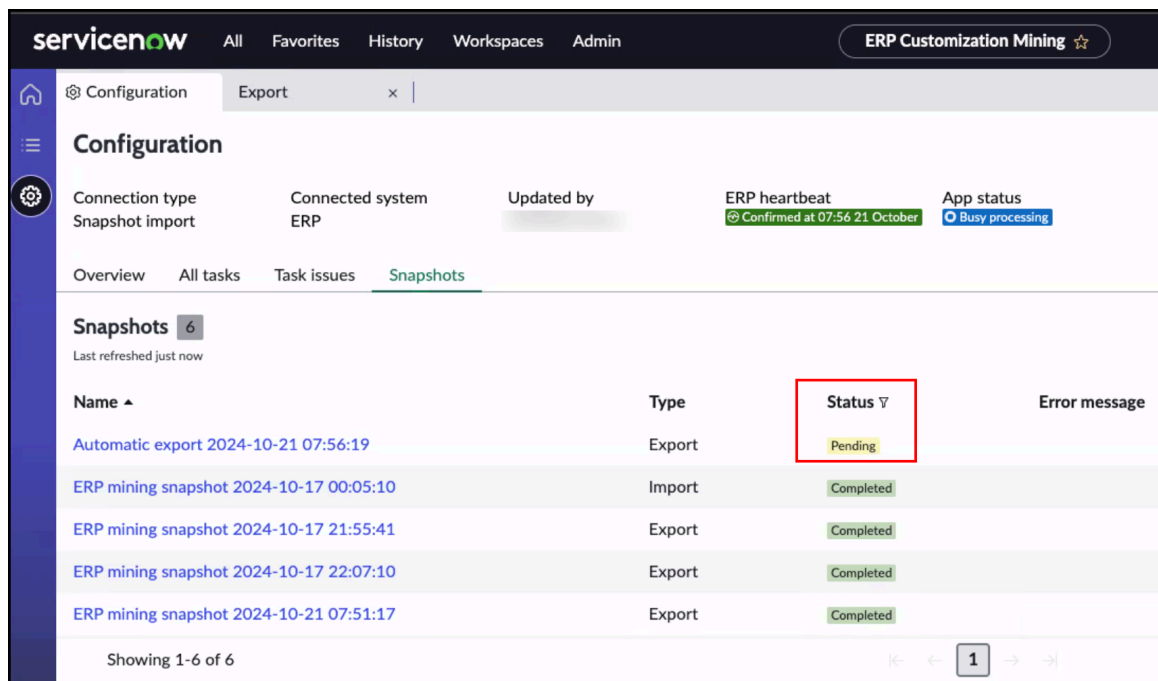 servicenow All Favorites History Workspaces Admin ERP Customization Mining
Configuration Export ×
Configuration
Connection type Connected system Updated by ERP heartbeat App status
Snapshot import ERP Confirmed at 07:56 21 October Busy processing
Overview All tasks Task issues Snapshots
Snapshots 6
Last refreshed just now
Name Type Status Error message
Automatic export 2024-10-21 07:56:19 Export Pending
ERP mining snapshot 2024-10-17 00:05:10 Import Completed
ERP mining snapshot 2024-10-17 21:55:41 Export Completed
ERP mining snapshot 2024-10-17 22:07:10 Export Completed
ERP mining snapshot 2024-10-21 07:51:17 Export Completed
Showing 1-6 of 6 1